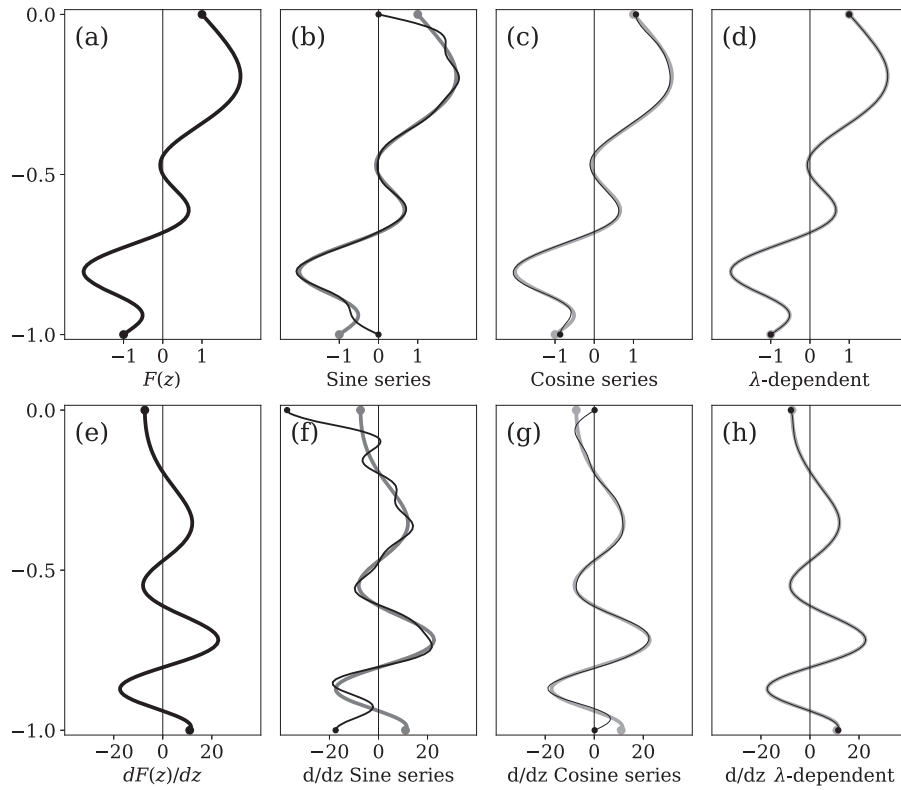 0.0 (a) (b) (c) (d)
−0.5
−1.0
−1 0 1 −1 0 1 −1 0 1 −1 0 1
F(z) Sine series Cosine series λ-dependent
0.0 (e) (f) (g) (h)
−0.5
−1.0
−20 0 20 −20 0 20 −20 0 20 −20 0 20
dF(z)/dz d/dz Sine series d/dz Cosine series d/dz λ-dependent